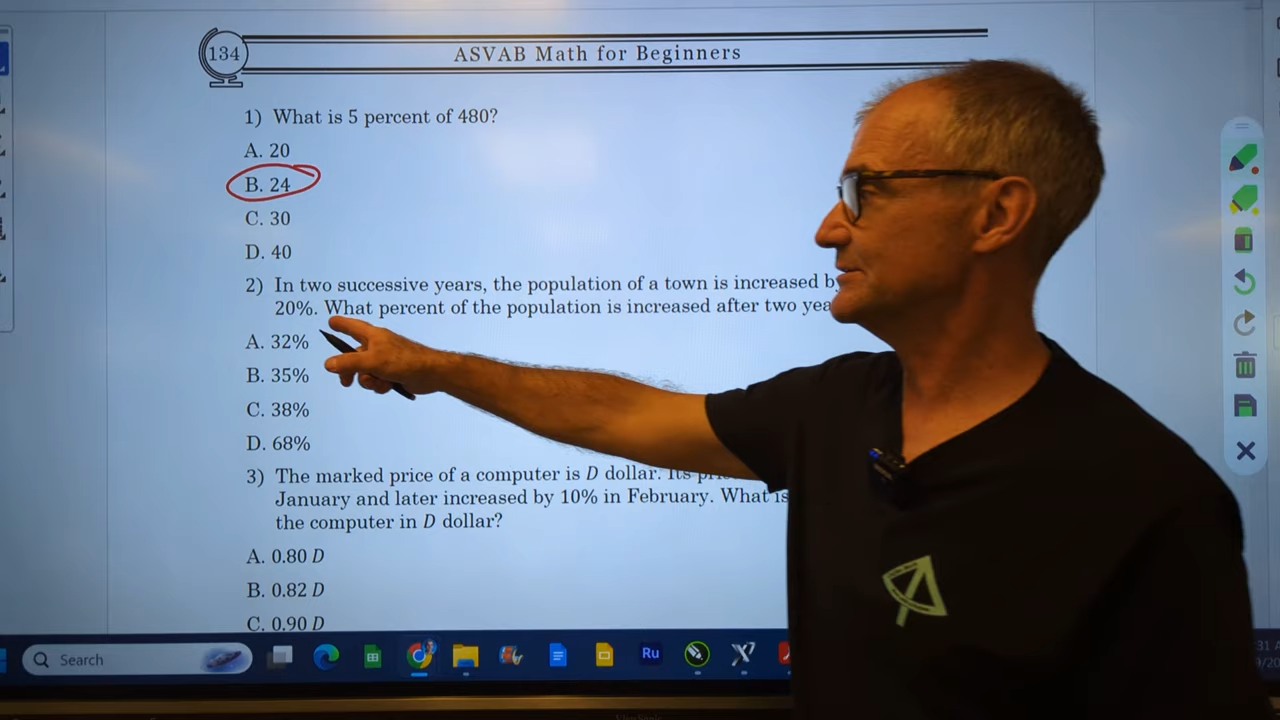 134
ASVAB Math for Beginners
1) What is 5 percent of 480?
A. 20
B. 24
C. 30
D. 40
2) In two successive years, the population of a town is increased
20%. What percent of the population is increased after two
A. 32%
B. 35%
C. 38%
D. 68%
3) The marked price of a computer is D dollar. Its
January and later increased by 10% in February. What is
the computer in D dollar?
A. 0.80 D
B. 0.82 D
C. 0.90 D
Search
Ru